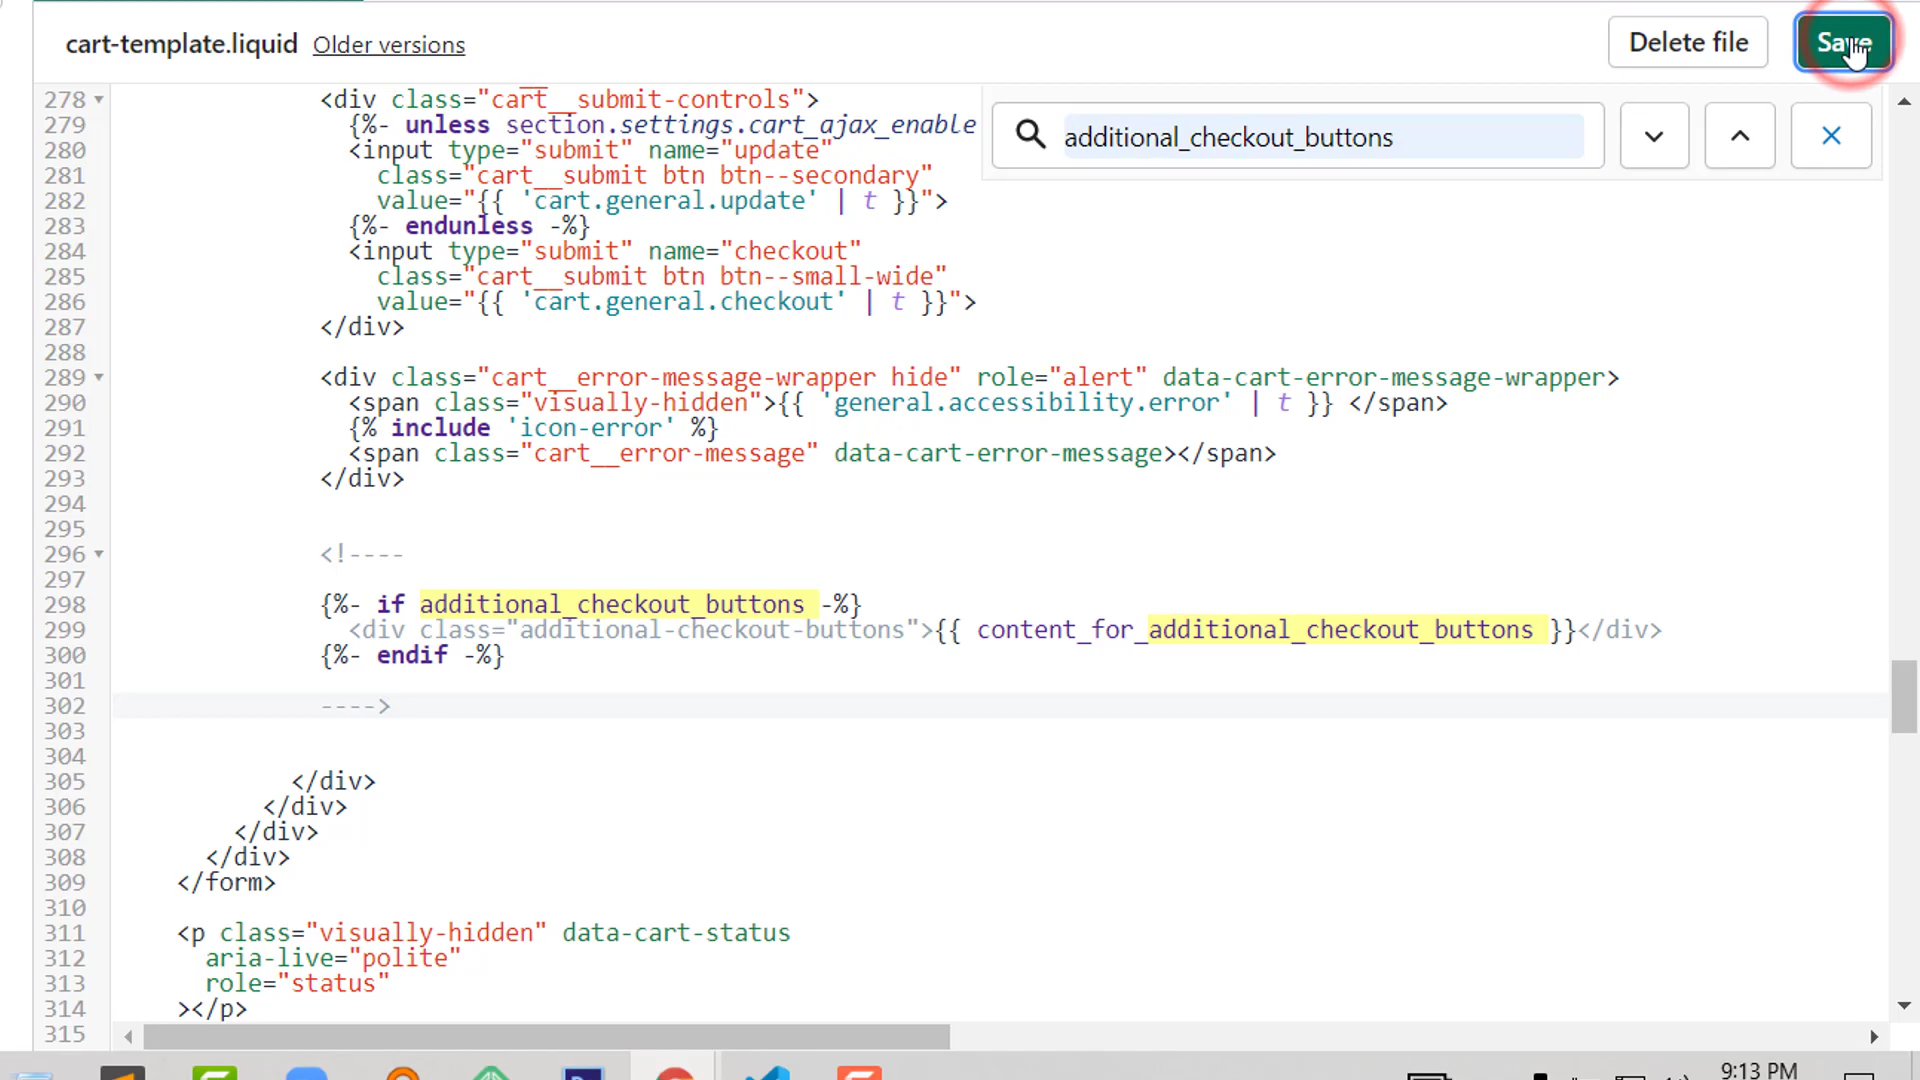 cart-template.liquid Older versions Delete file Save
additional_checkout_buttons
278 <div class="cart__submit-controls">
279 {%- unless section.settings.cart_ajax_enable
280 <input type="submit" name="update"
281 class="cart__submit btn btn--secondary"
282 value="{{ 'cart.general.update' | t }}">
283 {%- endunless -%}
284 <input type="submit" name="checkout"
285 class="cart__submit btn btn--small-wide"
286 value="{{ 'cart.general.checkout' | t }}">
287 </div>
288
289 <div class="cart__error-message-wrapper hide" role="alert" data-cart-error-message-wrapper>
290 <span class="visually-hidden">{{ 'general.accessibility.error' | t }} </span>
291 {% include 'icon-error' %}
292 <span class="cart__error-message" data-cart-error-message></span>
293 </div>
294
295
296 <!----
297
298 {%- if additional_checkout_buttons -%}
299 <div class="additional-checkout-buttons">{{ content_for_additional_checkout_buttons }}</div>
300 {%- endif -%}
301
302 ---->
303
304
305 </div>
306 </div>
307 </div>
308 </div>
309 </form>
310
311 <p class="visually-hidden" data-cart-status
312 aria-live="polite"
313 role="status"
314 ></p>
315
9:13 PM